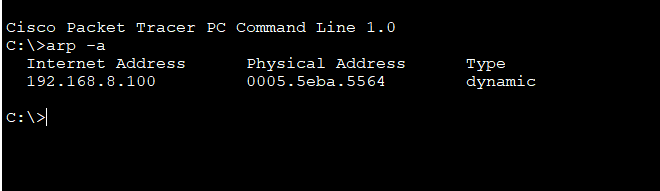 Cisco Packet Tracer PC Command Line 1.0
C:\>arp -a
Internet Address Physical Address Type
192.168.8.100 0005.5eba.5564 dynamic
C:\>